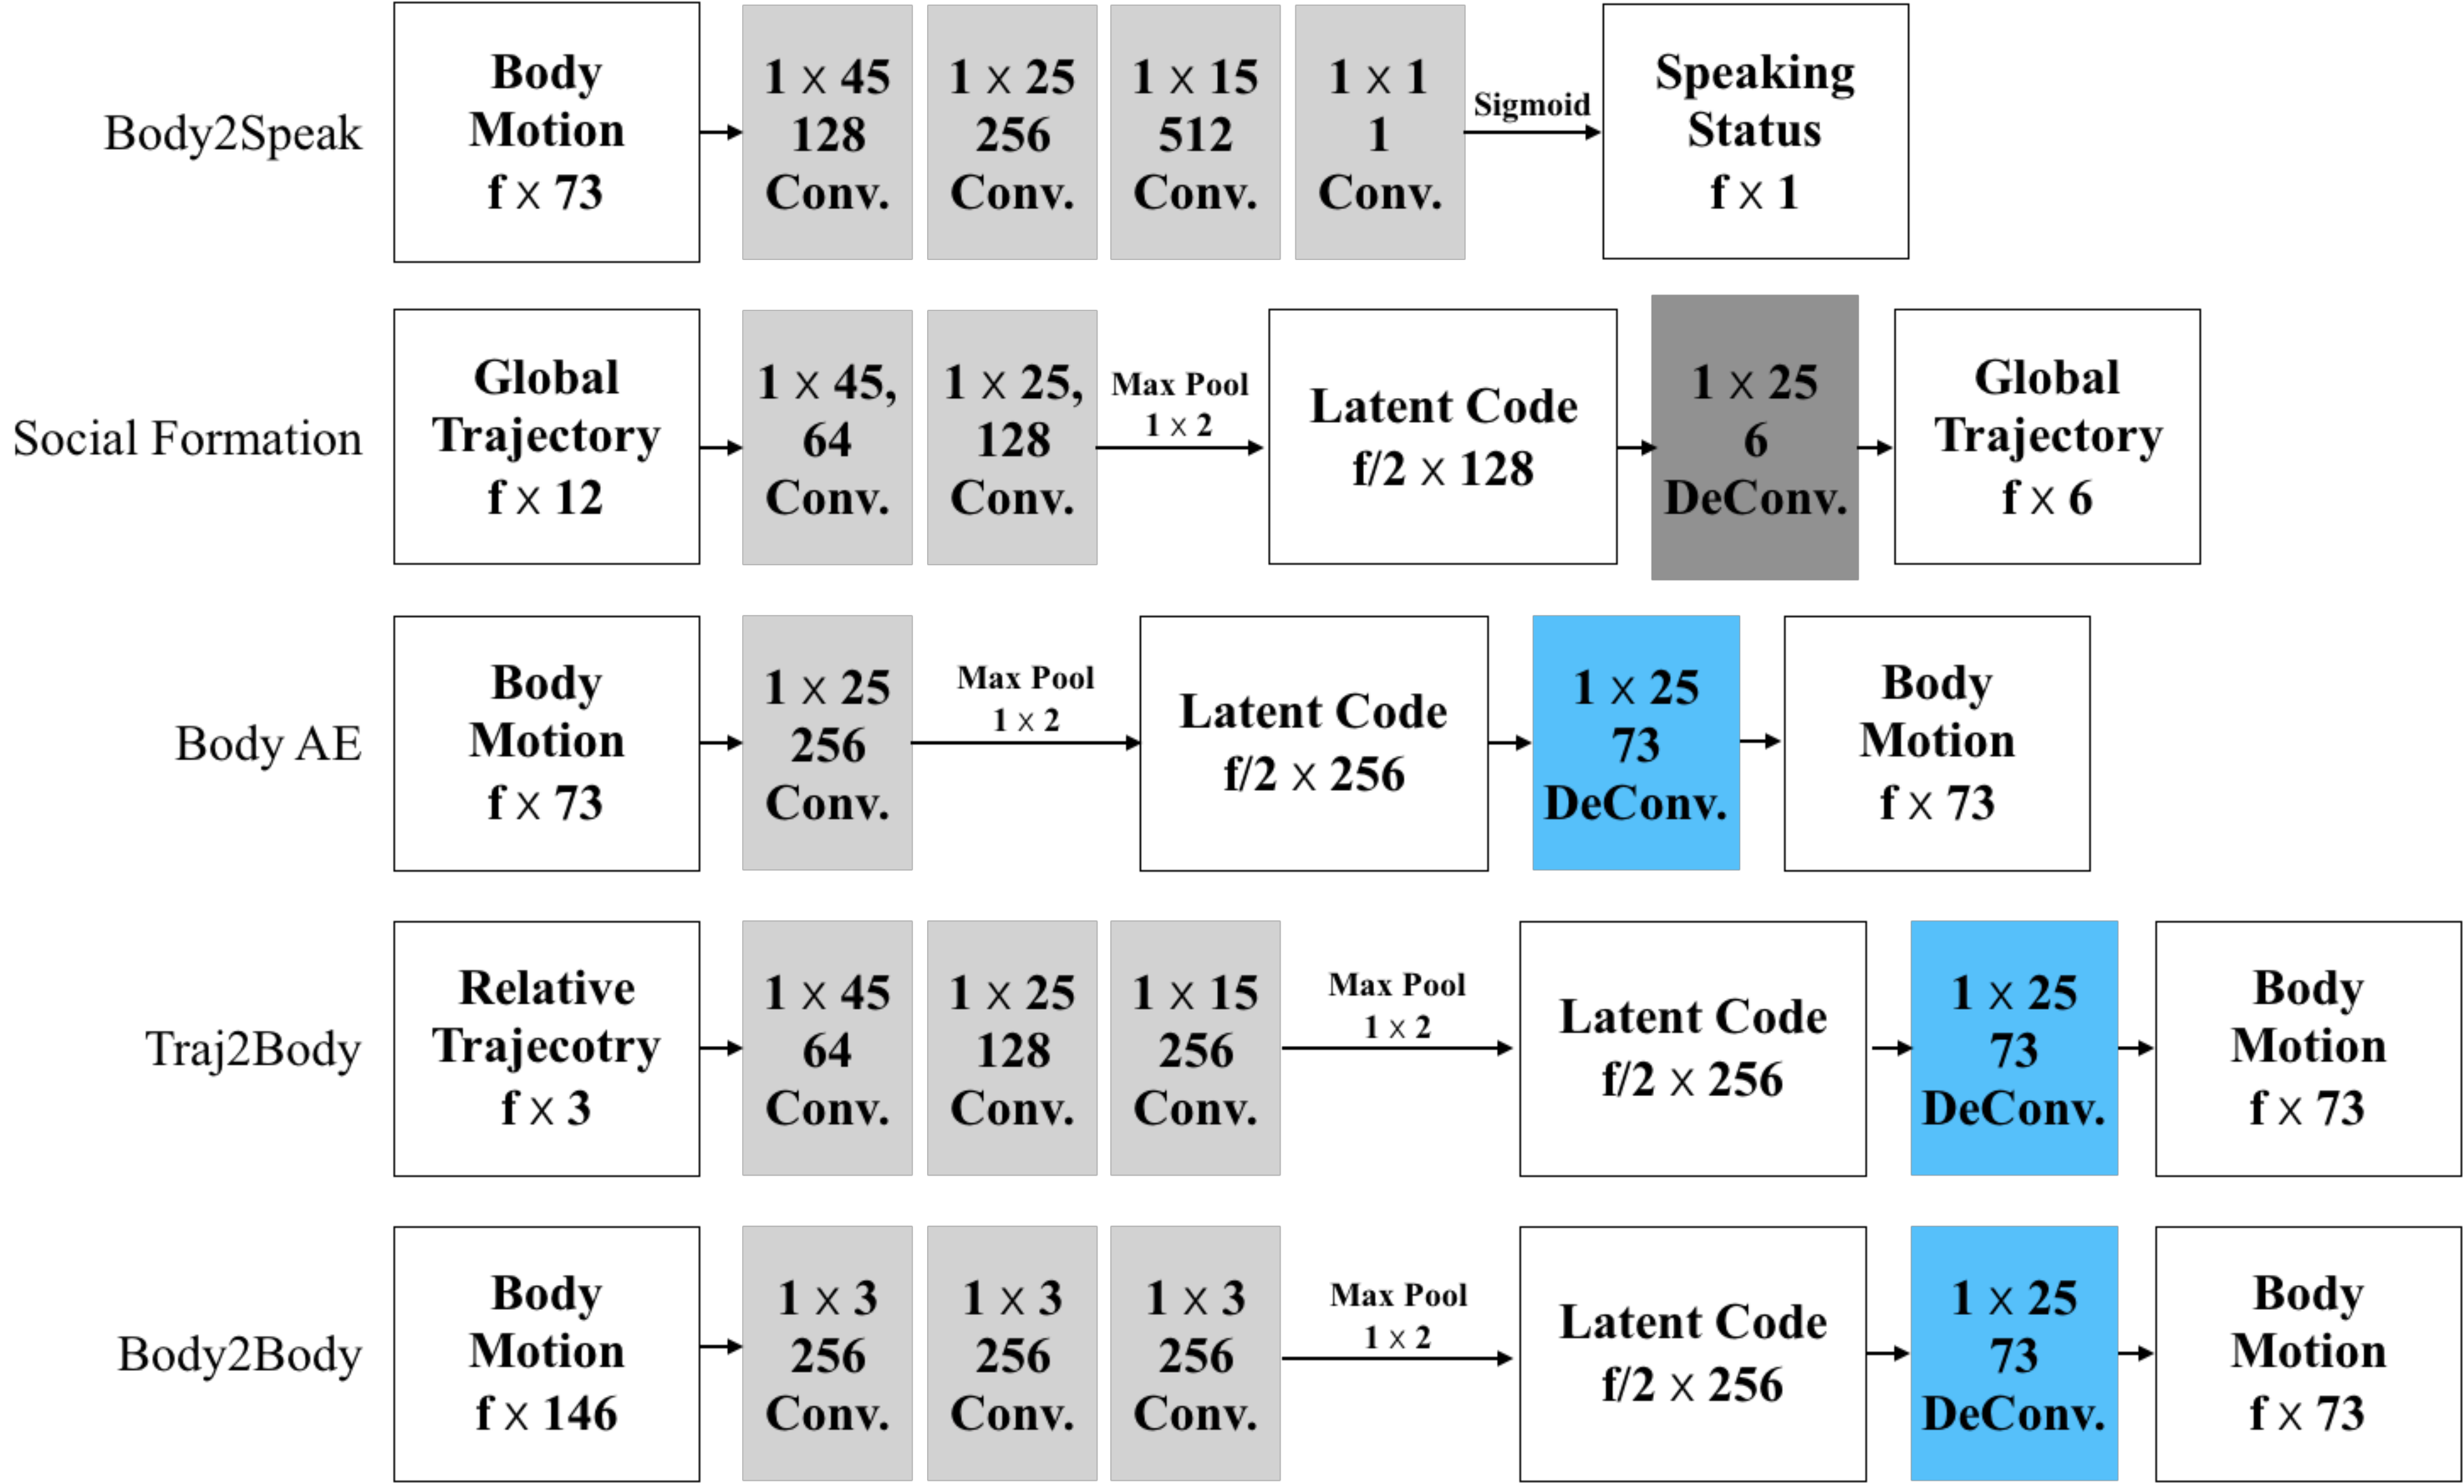 Body2Speak
Body
Motion
f X 73
1 X 45
128
Conv.
1 X 25
256
Conv.
1 X 15
512
Conv.
1 X 1
1
Conv.
Sigmoid
Speaking
Status
f X 1
Social Formation
Global
Trajectory
f X 12
1 X 45,
64
Conv.
1 X 25,
128
Conv.
Max Pool
1 X 2
Latent Code
f/2 X 128
1 X 25
6
DeConv.
Global
Trajectory
f X 6
Body AE
Body
Motion
f X 73
1 X 25
256
Conv.
Max Pool
1 X 2
Latent Code
f/2 X 256
1 X 25
73
DeConv.
Body
Motion
f X 73
Traj2Body
Relative
Trajecotry
f X 3
1 X 45
64
Conv.
1 X 25
128
Conv.
1 X 15
256
Conv.
Max Pool
1 X 2
Latent Code
f/2 X 256
1 X 25
73
DeConv.
Body
Motion
f X 73
Body2Body
Body
Motion
f X 146
1 X 3
256
Conv.
1 X 3
256
Conv.
1 X 3
256
Conv.
Max Pool
1 X 2
Latent Code
f/2 X 256
1 X 25
73
DeConv.
Body
Motion
f X 73